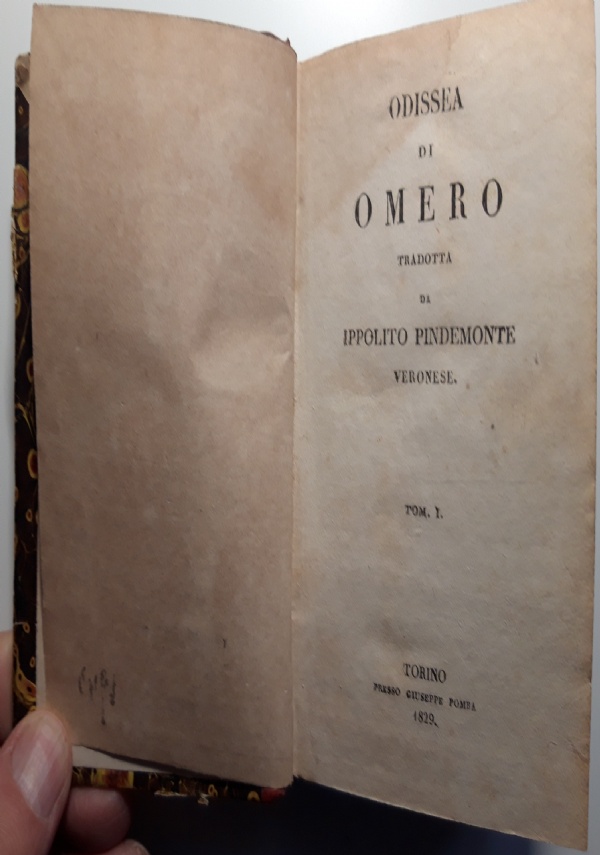 ODISSEA
DI
OMERO
TRADOTTA
DA
IPPOLITO PINDEMONTE
VERONESE.
TOM. I.
TORINO
PRESSO GIUSEPPE POMBA
1829.